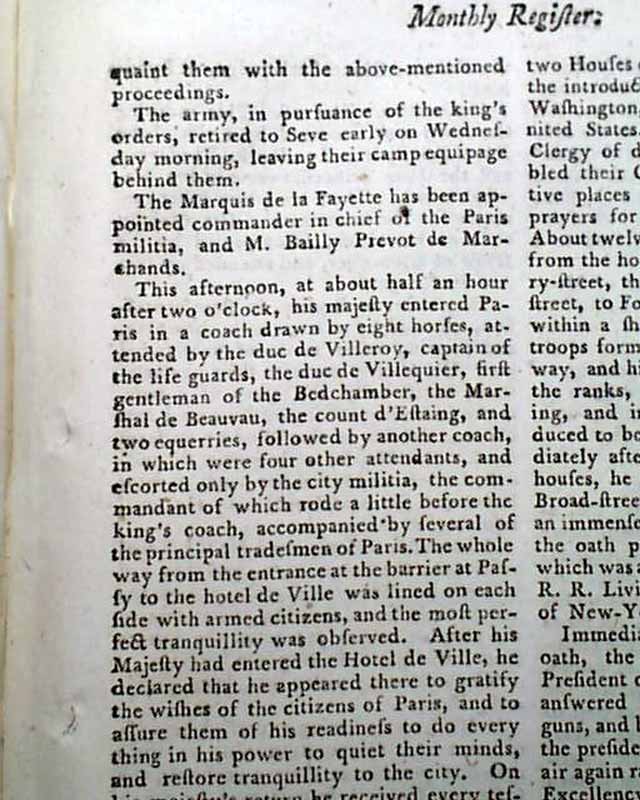 Monthly Regiſter:
quaint them with the above-mentioned
proceedings.
The army, in purſuance of the king's
orders, retired to Seve early on Wedneſ-
day morning, leaving their camp equipage
behind them.
The Marquis de la Fayette has been ap-
pointed commander in chief of the Paris
militia, and M. Bailly Prevot de Mar-
chands.
This afternoon, at about half an hour
after two o'clock, his majeſty entered Pa-
ris in a coach drawn by eight horſes, at-
tended by the duc de Villeroy, captain of
the life guards, the duc de Villequier, firſt
gentleman of the Bedchamber, the Mar-
ſhal de Beauvau, the count d'Eſtaing, and
two equerries, followed by another coach,
in which were four other attendants, and
eſcorted only by the city militia, the com-
mandant of which rode a little before the
king's coach, accompanied by ſeveral of
the principal tradeſmen of Paris. The whole
way from the entrance at the barrier at Paſ-
ſy to the hotel de Ville was lined on each
ſide with armed citizens, and the moſt per-
fect tranquillity was obſerved. After his
Majeſty had entered the Hotel de Ville, he
declared that he appeared there to gratify
the wiſhes of the citizens of Paris, and to
aſſure them of his readineſs to do every
thing in his power to quiet their minds,
and reſtore tranquillity to the city. On
his majeſty's return he received every teſ-
two Houſes
the introduc
Waſhington,
nited States.
Clergy of d
bled their C
tive places
prayers for
About twelv
from the ho
ry-ſtreet, th
ſtreet, to Fo
within a ſh
troops form
way, and hi
the ranks,
ing, and i
duced to be
diately afte
houſes, he
Broad-ſtree
an immenſe
the oath p
which was a
R. R. Livi
of New-Y
Immedia
oath, the
Preſident o
anſwered
guns, and b
the preſide
air again r
Excellency